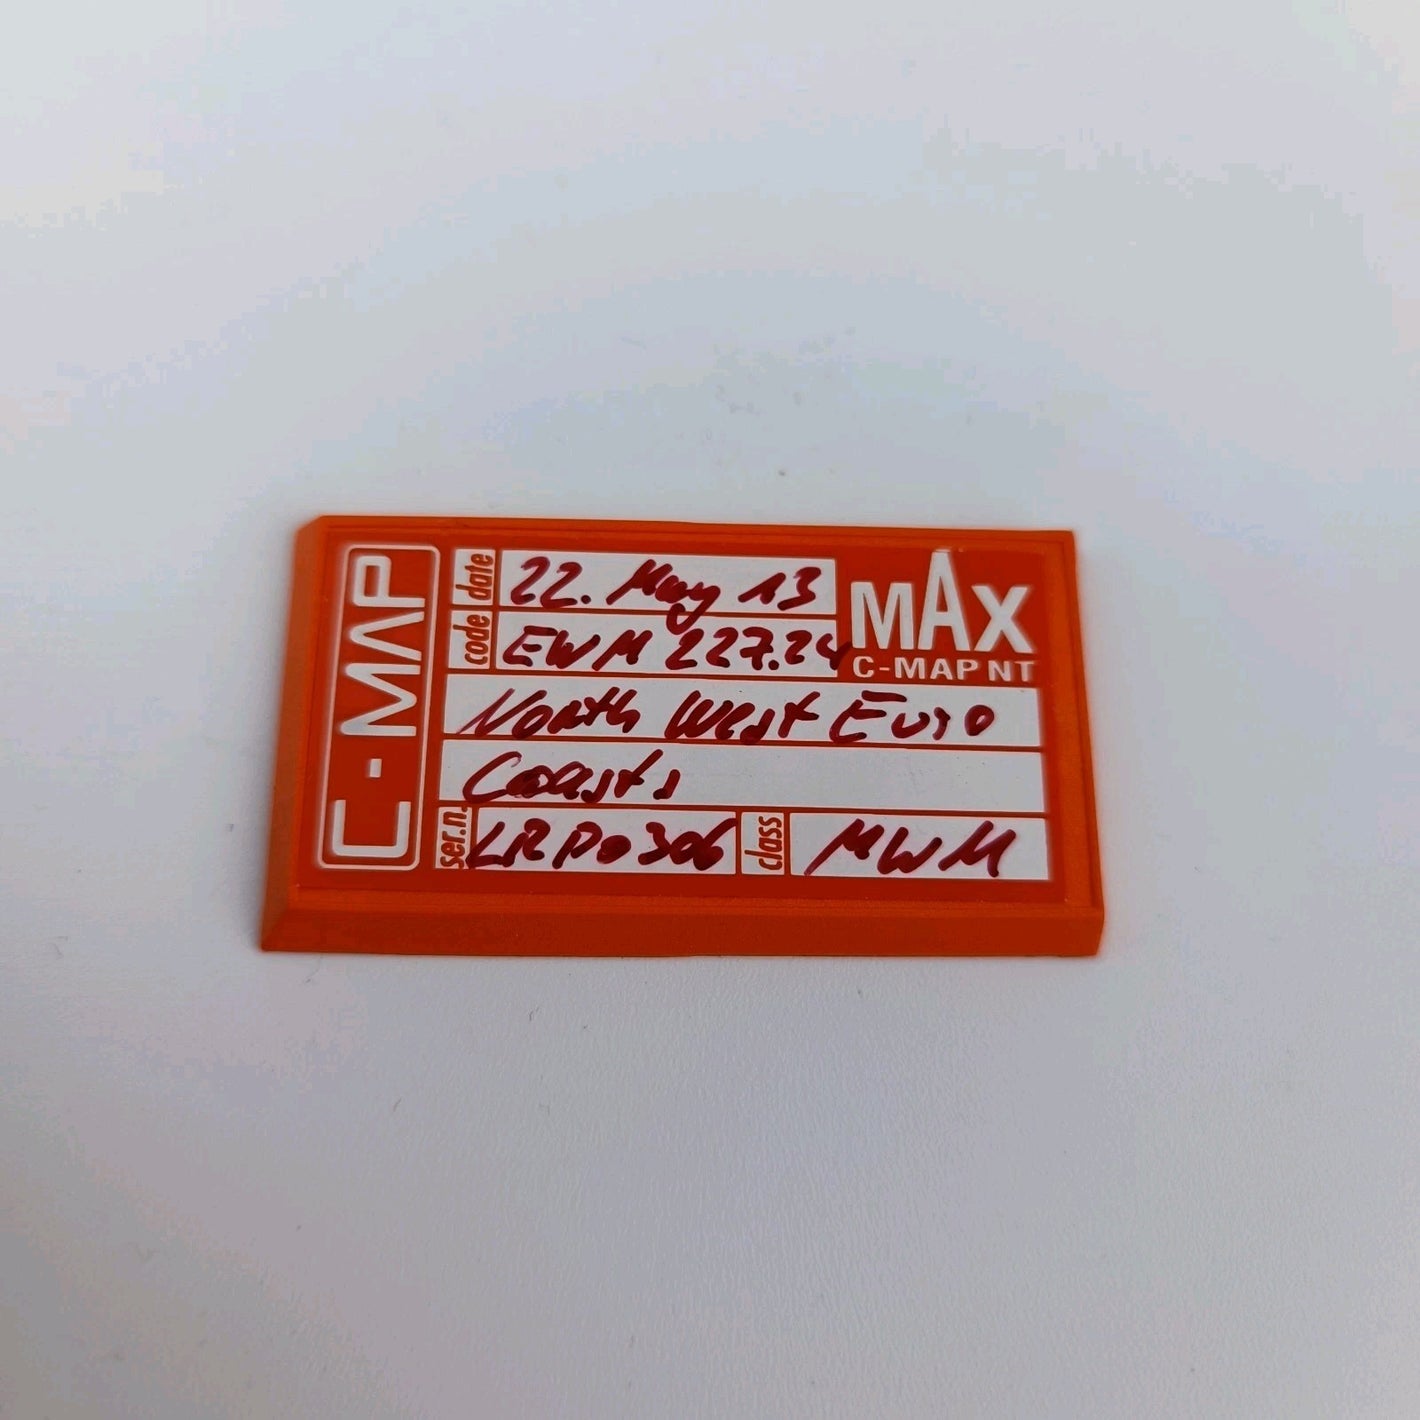 C-MAP
date 22. May 13
MAX
code EWM 227.24
C-MAP NT
North West Euro
Coasts
ser.n. LRP0306 class MWM